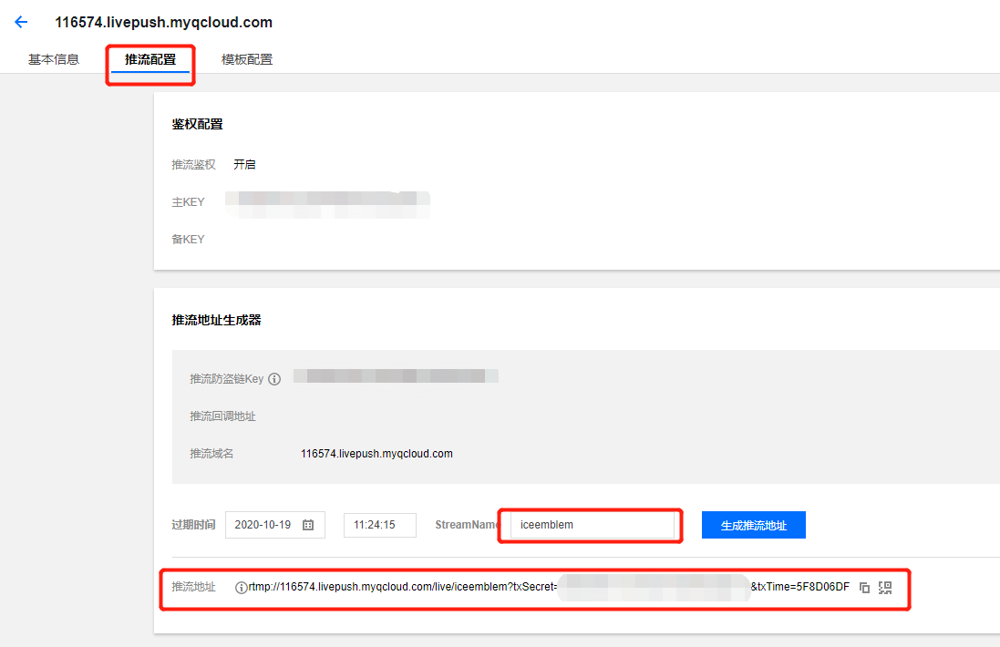 116574.livepush.myqcloud.com
基本信息 推流配置 模板配置
鉴权配置
推流鉴权 开启
主KEY
备KEY
推流地址生成器
推流防盗链Key
推流回调地址
推流域名 116574.livepush.myqcloud.com
过期时间 2020-10-19 11:24:15 StreamName iceemblem 生成推流地址
推流地址 rtmp://116574.livepush.myqcloud.com/live/iceemblem?txSecret= &txTime=5F8D06DF